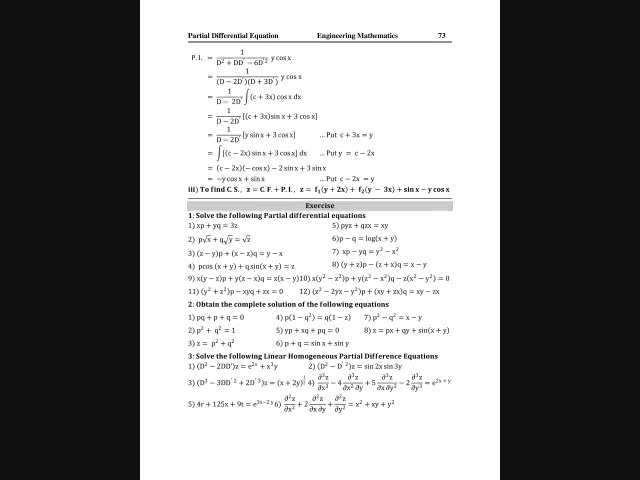 Partial Differential Equation Engineering Mathematics 73
P.I. = 1/(D² + DD′ − 6D′²) y cos x
= 1/((D − 2D′)(D + 3D′)) y cos x
= 1/(D − 2D′) ∫(c + 3x) cos x dx
= 1/(D − 2D′) [(c + 3x)sin x + 3 cos x]
= 1/(D − 2D′) [y sin x + 3 cos x] ...Put c + 3x = y
= ∫[(c − 2x) sin x + 3 cos x] dx ...Put y = c − 2x
= (c − 2x)(− cos x) − 2 sin x + 3 sin x
= −y cos x + sin x ...Put c − 2x = y
iii) To find C.S., z = C.F. + P.I., z = f₁(y + 2x) + f₂(y − 3x) + sin x − y cos x
Exercise
1: Solve the following Partial differential equations
1) xp + yq = 3z 5) pyz + qzx = xy
2) p√x + q√y = √z 6)p − q = log(x + y)
3) (z − y)p + (x − z)q = y − x 7) xp − yq = y² − x²
4) pcos (x + y) + q sin(x + y) = z 8) (y + z)p − (z + x)q = x − y
9) x(y − z)p + y(z − x)q = z(x − y)10) x(y² − z²)p + y(z² − x²)q − z(x² − y²) = 0
11) (y² + z²)p − xyq + zx = 0 12) (z² − 2yz − y²)p + (xy + zx)q = xy − zx
2: Obtain the complete solution of the following equations
1) pq + p + q = 0 4) p(1 − q²) = q(1 − z) 7) p² − q² = x − y
2) p² + q² = 1 5) yp + xq + pq = 0 8) z = px + qy + sin(x + y)
3) z = p² + q² 6) p + q = sin x + sin y
3: Solve the following Linear Homogeneous Partial Difference Equations
1) (D² − 2DD′)z = e²ˣ + x³y 2) (D² − D′²)z = sin 2x sin 3y
3) (D³ − 3DD′² + 2D′³)z = (x + 2y)^(1/2) 4) ∂³z/∂x³ − 4 ∂³z/∂x² ∂y + 5 ∂³z/∂x ∂y² − 2 ∂³z/∂y³ = e^(2x + y)
5) 4r + 125x + 9t = e^(3x−2y) 6) ∂²z/∂x² + 2 ∂²z/∂x ∂y + ∂²z/∂y² = x² + xy + y²